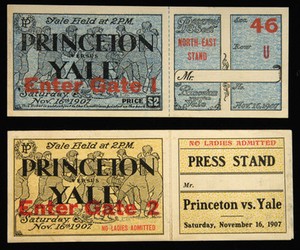 Yale Field at 2 P.M.
PRINCETON
VERSUS
YALE
Enter Gate 1
Saturday,
Nov. 16th 1907
PRICE $2
NORTH-EAST
STAND
Mr.
Princeton
versus
Yale
46
U
Nov. 16, 1907
Yale Field at 2 P.M.
PRINCETON
VERSUS
YALE
Enter Gate 2
Saturday,
Nov. 16th 1907
NO LADIES ADMITTED
NO LADIES ADMITTED
PRESS STAND
Mr.
Princeton vs. Yale
Saturday, November 16, 1907